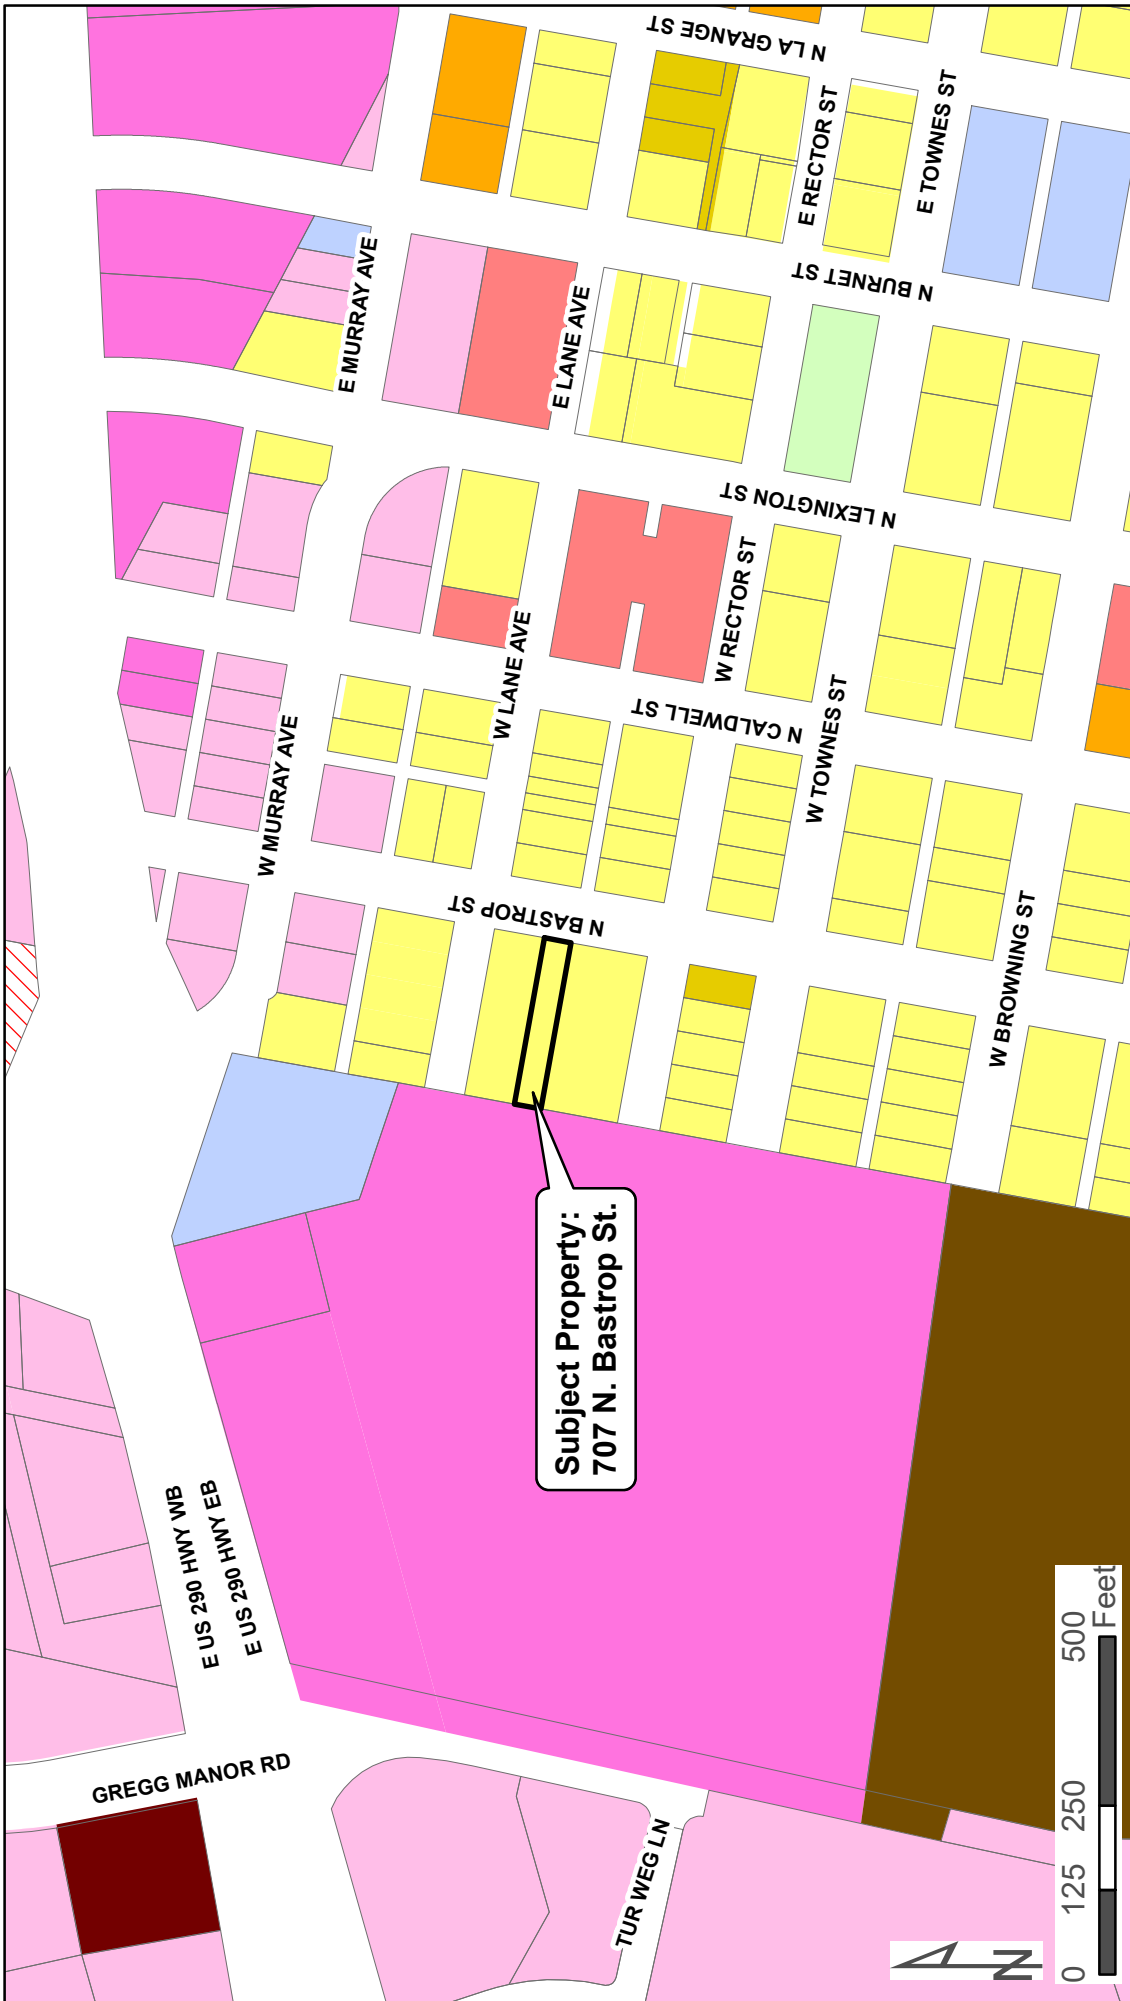 N LA GRANGE ST
E RECTOR ST
E TOWNES ST
N BURNET ST
E MURRAY AVE
E LANE AVE
N LEXINGTON ST
W RECTOR ST
W LANE AVE
N CALDWELL ST
W TOWNES ST
W MURRAY AVE
N BASTROP ST
W BROWNING ST
Subject Property:
707 N. Bastrop St.
E US 290 HWY WB
E US 290 HWY EB
GREGG MANOR RD
TUR WEG LN
N
0 125 250 500
Feet